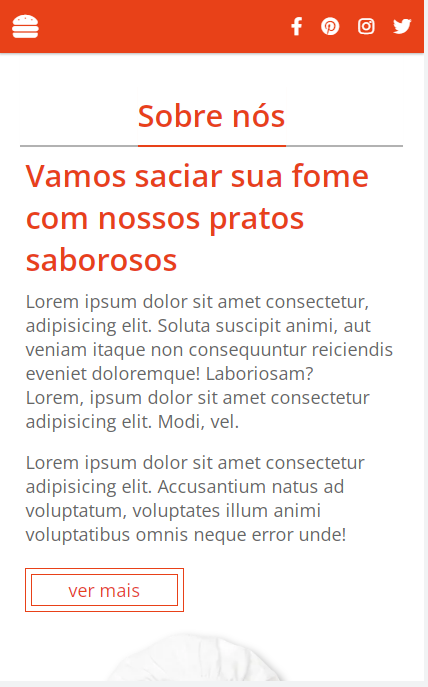 Sobre nós
Vamos saciar sua fome
com nossos pratos
saborosos
Lorem ipsum dolor sit amet consectetur,
adipisicing elit. Soluta suscipit animi, aut
veniam itaque non consequuntur reiciendis
eveniet doloremque! Laboriosam?
Lorem, ipsum dolor sit amet consectetur
adipisicing elit. Modi, vel.
Lorem ipsum dolor sit amet consectetur
adipisicing elit. Accusantium natus ad
voluptatum, voluptates illum animi
voluptatibus omnis neque error unde!
ver mais